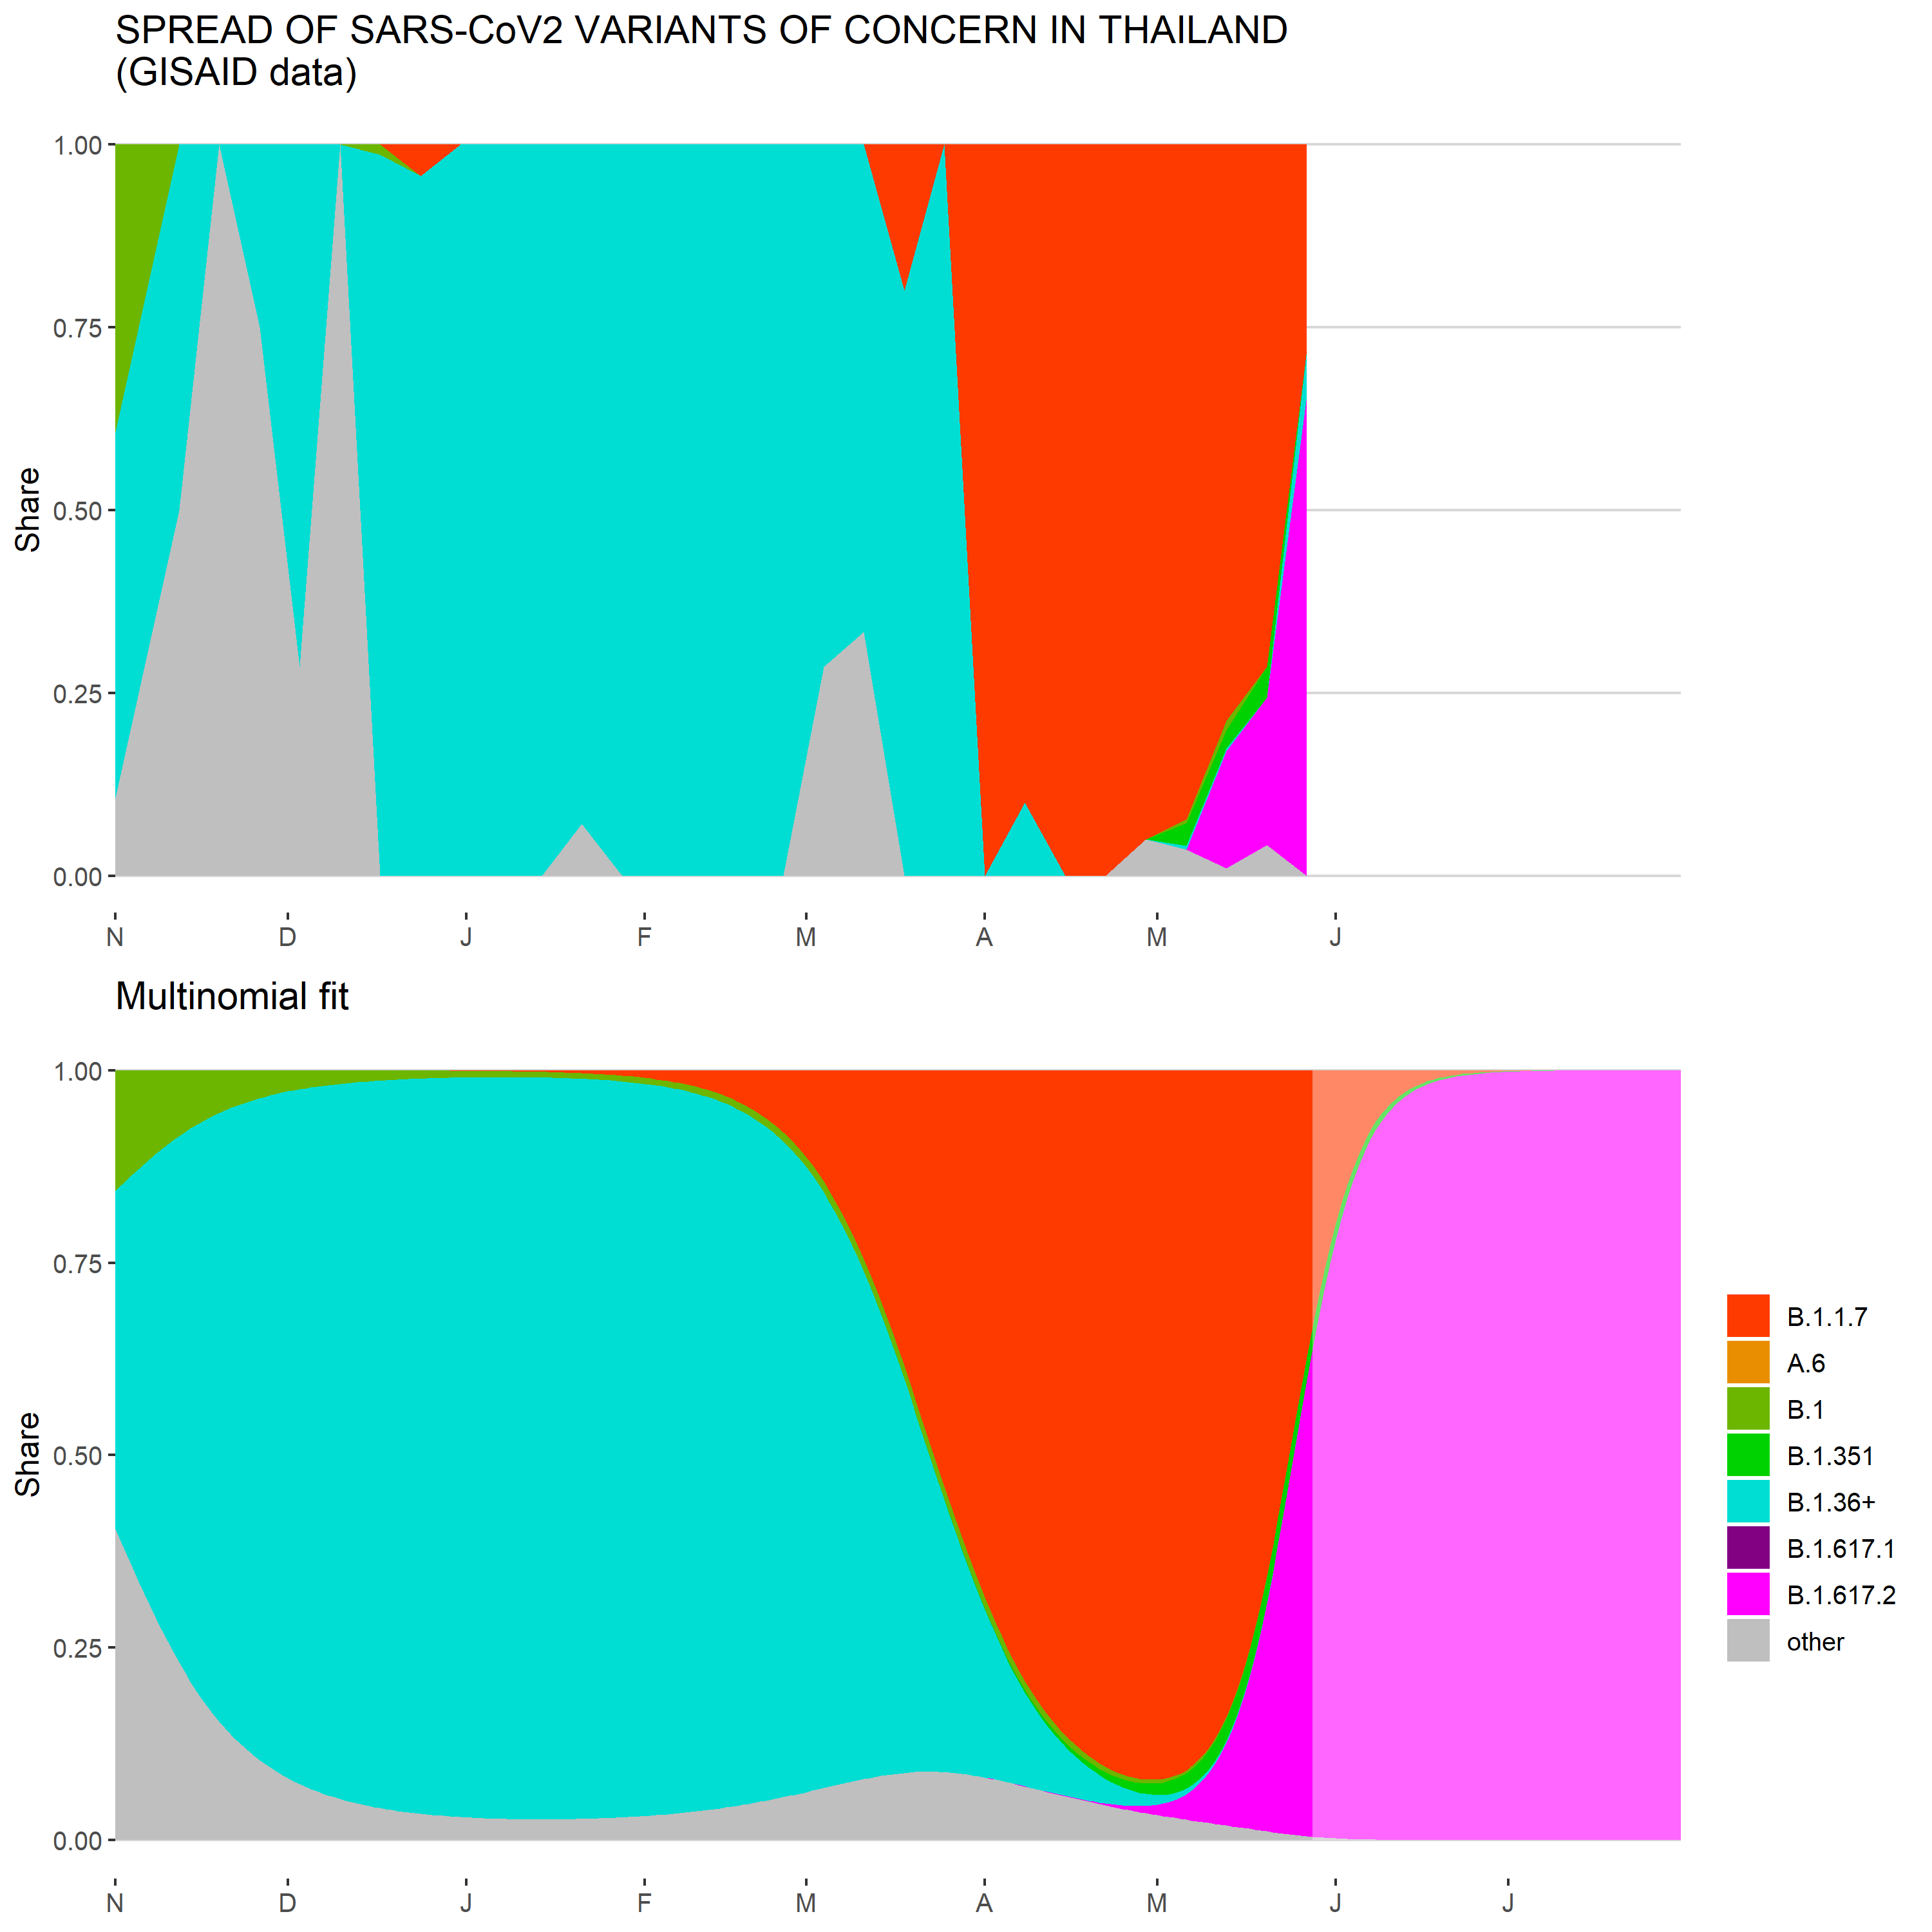 SPREAD OF SARS-CoV2 VARIANTS OF CONCERN IN THAILAND
(GISAID data)
1.00
0.75
0.50
0.25
0.00
Share
N D J F M A M J
Multinomial fit
1.00
0.75
0.50
0.25
0.00
Share
N D J F M A M J J
B.1.1.7
A.6
B.1
B.1.351
B.1.36+
B.1.617.1
B.1.617.2
other